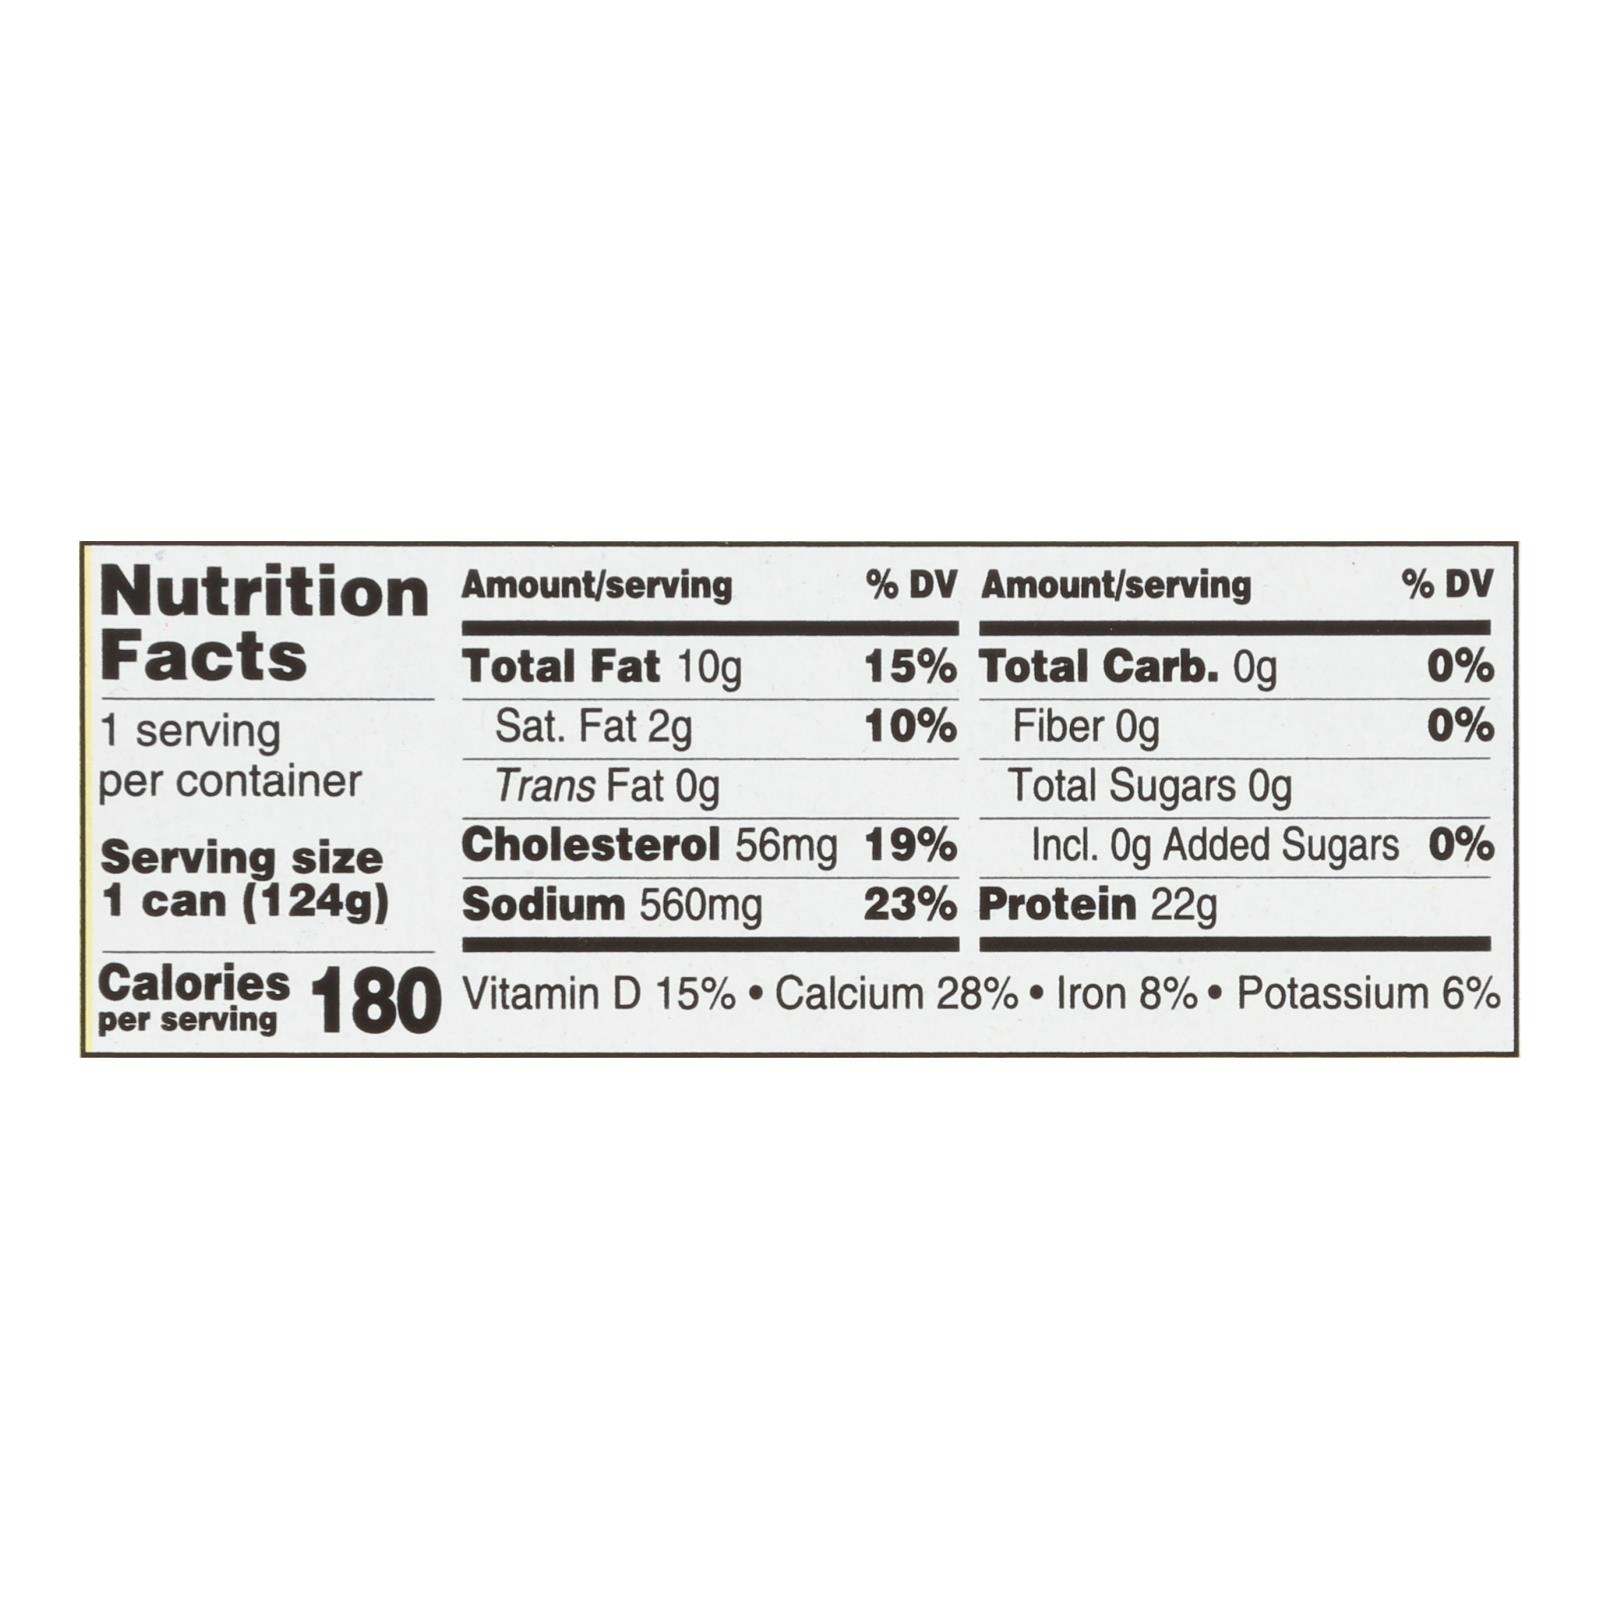 Nutrition
Facts
1 serving
per container
Serving size
1 can (124g)
Calories
per serving
180
Amount/serving % DV
Total Fat 10g 15%
Sat. Fat 2g 10%
Trans Fat 0g
Cholesterol 56mg 19%
Sodium 560mg 23%
Amount/serving % DV
Total Carb. 0g 0%
Fiber 0g 0%
Total Sugars 0g
Incl. 0g Added Sugars 0%
Protein 22g
Vitamin D 15% • Calcium 28% • Iron 8% • Potassium 6%